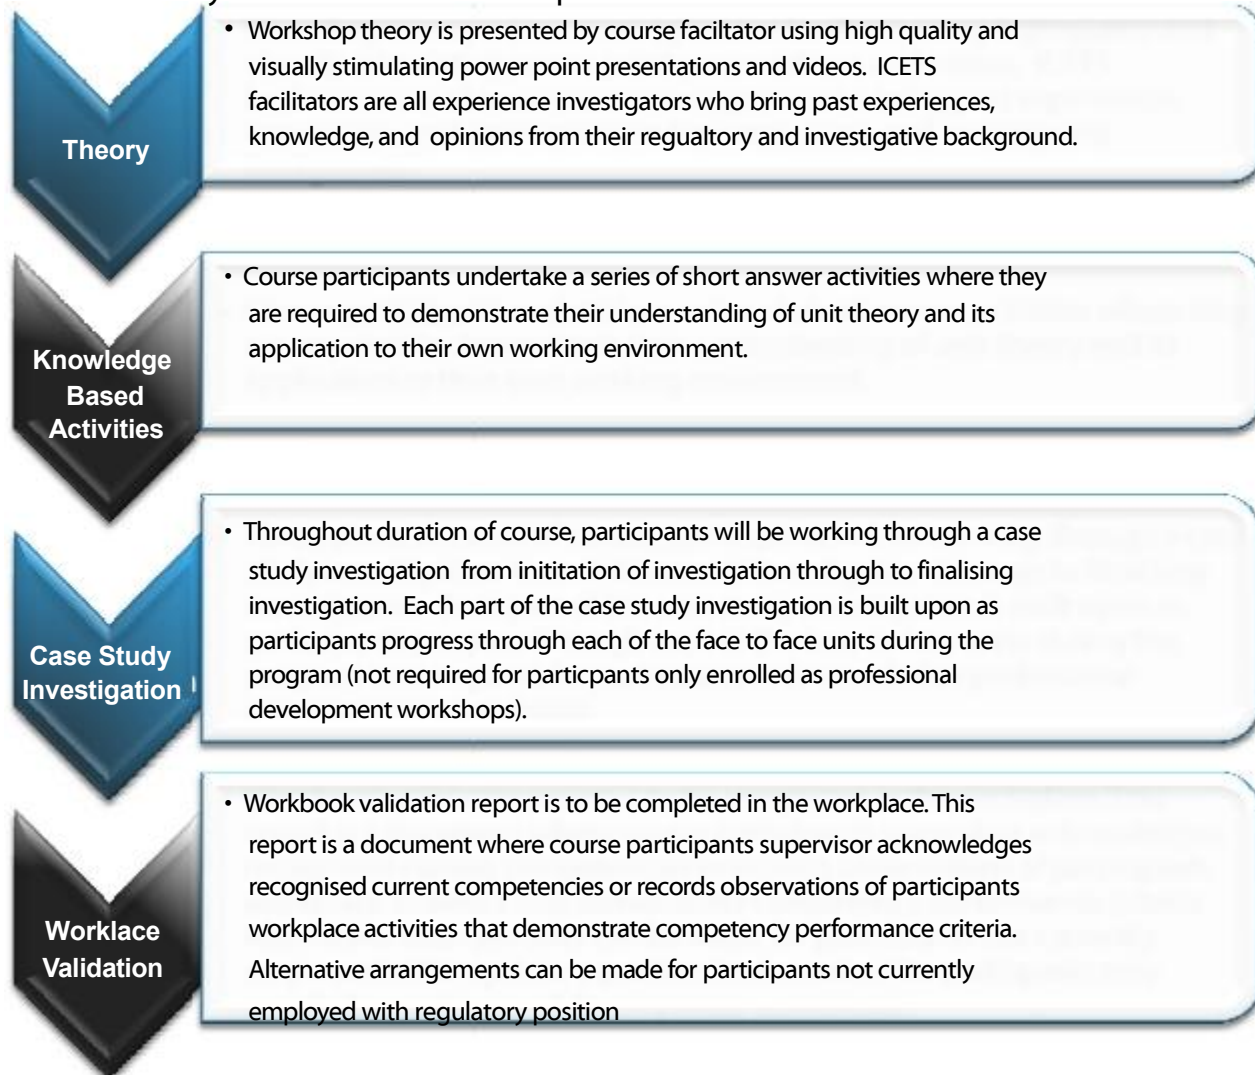 Theory
• Workshop theory is presented by course faciltator using high quality and
visually stimulating power point presentations and videos. ICETS
facilitators are all experience investigators who bring past experiences,
knowledge, and opinions from their regualtory and investigative background.
Knowledge
Based
Activities
• Course participants undertake a series of short answer activities where they
are required to demonstrate their understanding of unit theory and its
application to their own working environment.
Case Study
Investigation
• Throughout duration of course, participants will be working through a case
study investigation from inititation of investigation through to finalising
investigation. Each part of the case study investigation is built upon as
participants progress through each of the face to face units during the
program (not required for particpants only enrolled as professional
development workshops).
Worklace
Validation
• Workbook validation report is to be completed in the workplace. This
report is a document where course participants supervisor acknowledges
recognised current competencies or records observations of participants
workplace activities that demonstrate competency performance criteria.
Alternative arrangements can be made for participants not currently
employed with regulatory position